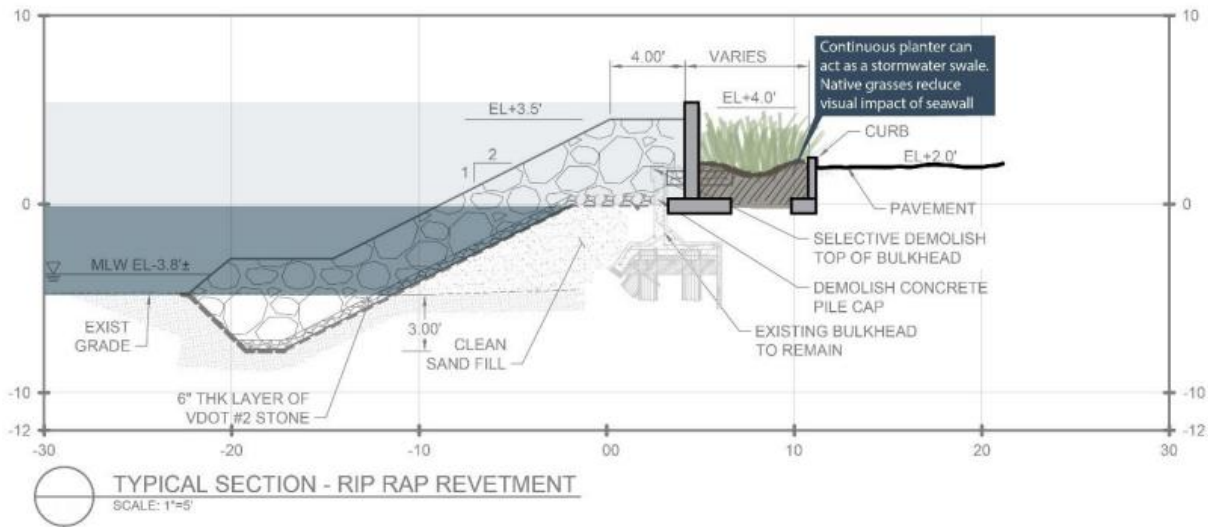 10
10
4.00'
VARIES
Continuous planter can
act as a stormwater swale.
Native grasses reduce
visual impact of seawall
EL+3.5'
EL+4.0'
CURB
2
1
EL+2.0'
0
0
PAVEMENT
SELECTIVE DEMOLISH
TOP OF BULKHEAD
MLW EL-3.8'±
DEMOLISH CONCRETE
PILE CAP
EXIST
GRADE
3.00'
CLEAN
SAND FILL
EXISTING BULKHEAD
TO REMAIN
-10
-10
6" THK LAYER OF
VDOT #2 STONE
-12
-12
-30
-20
-10
00
10
20
30
TYPICAL SECTION - RIP RAP REVETMENT
SCALE: 1"=5'